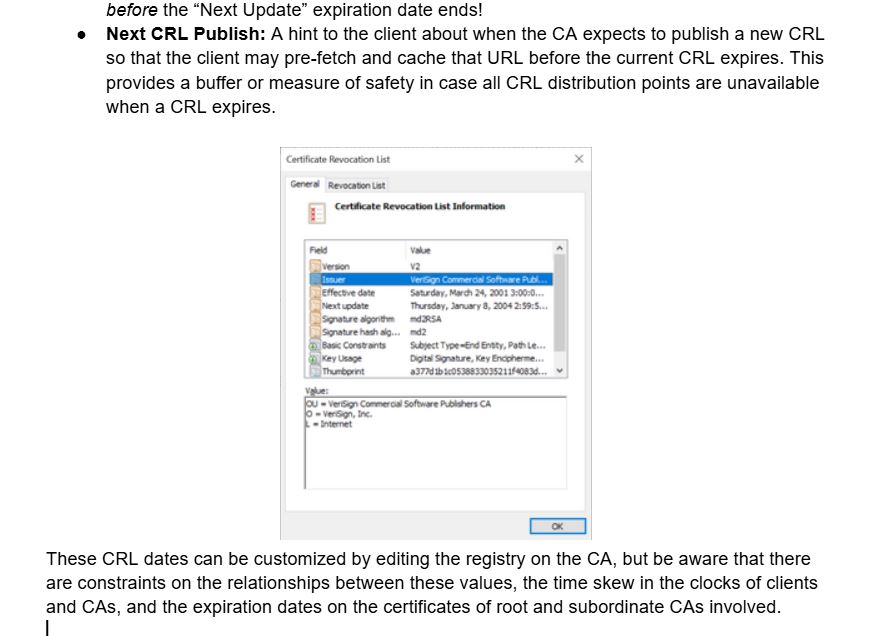 before the “Next Update” expiration date ends!
● Next CRL Publish: A hint to the client about when the CA expects to publish a new CRL
so that the client may pre-fetch and cache that URL before the current CRL expires. This
provides a buffer or measure of safety in case all CRL distribution points are unavailable
when a CRL expires.
Certificate Revocation List
General Revocation List
Certificate Revocation List Information
Field Value
Version V2
Issuer VeriSign Commercial Software Publ...
Effective date Saturday, March 24, 2001 3:00:0...
Next update Thursday, January 8, 2004 2:59:5...
Signature algorithm md2RSA
Signature hash alg... md2
Basic Constraints Subject Type=End Entity, Path Le...
Key Usage Digital Signature, Key Encipherme...
Thumbprint a377d1b1c0538833035211f4083d...
Value:
OU = VeriSign Commercial Software Publishers CA
O = VeriSign, Inc.
L = Internet
OK
These CRL dates can be customized by editing the registry on the CA, but be aware that there
are constraints on the relationships between these values, the time skew in the clocks of clients
and CAs, and the expiration dates on the certificates of root and subordinate CAs involved.